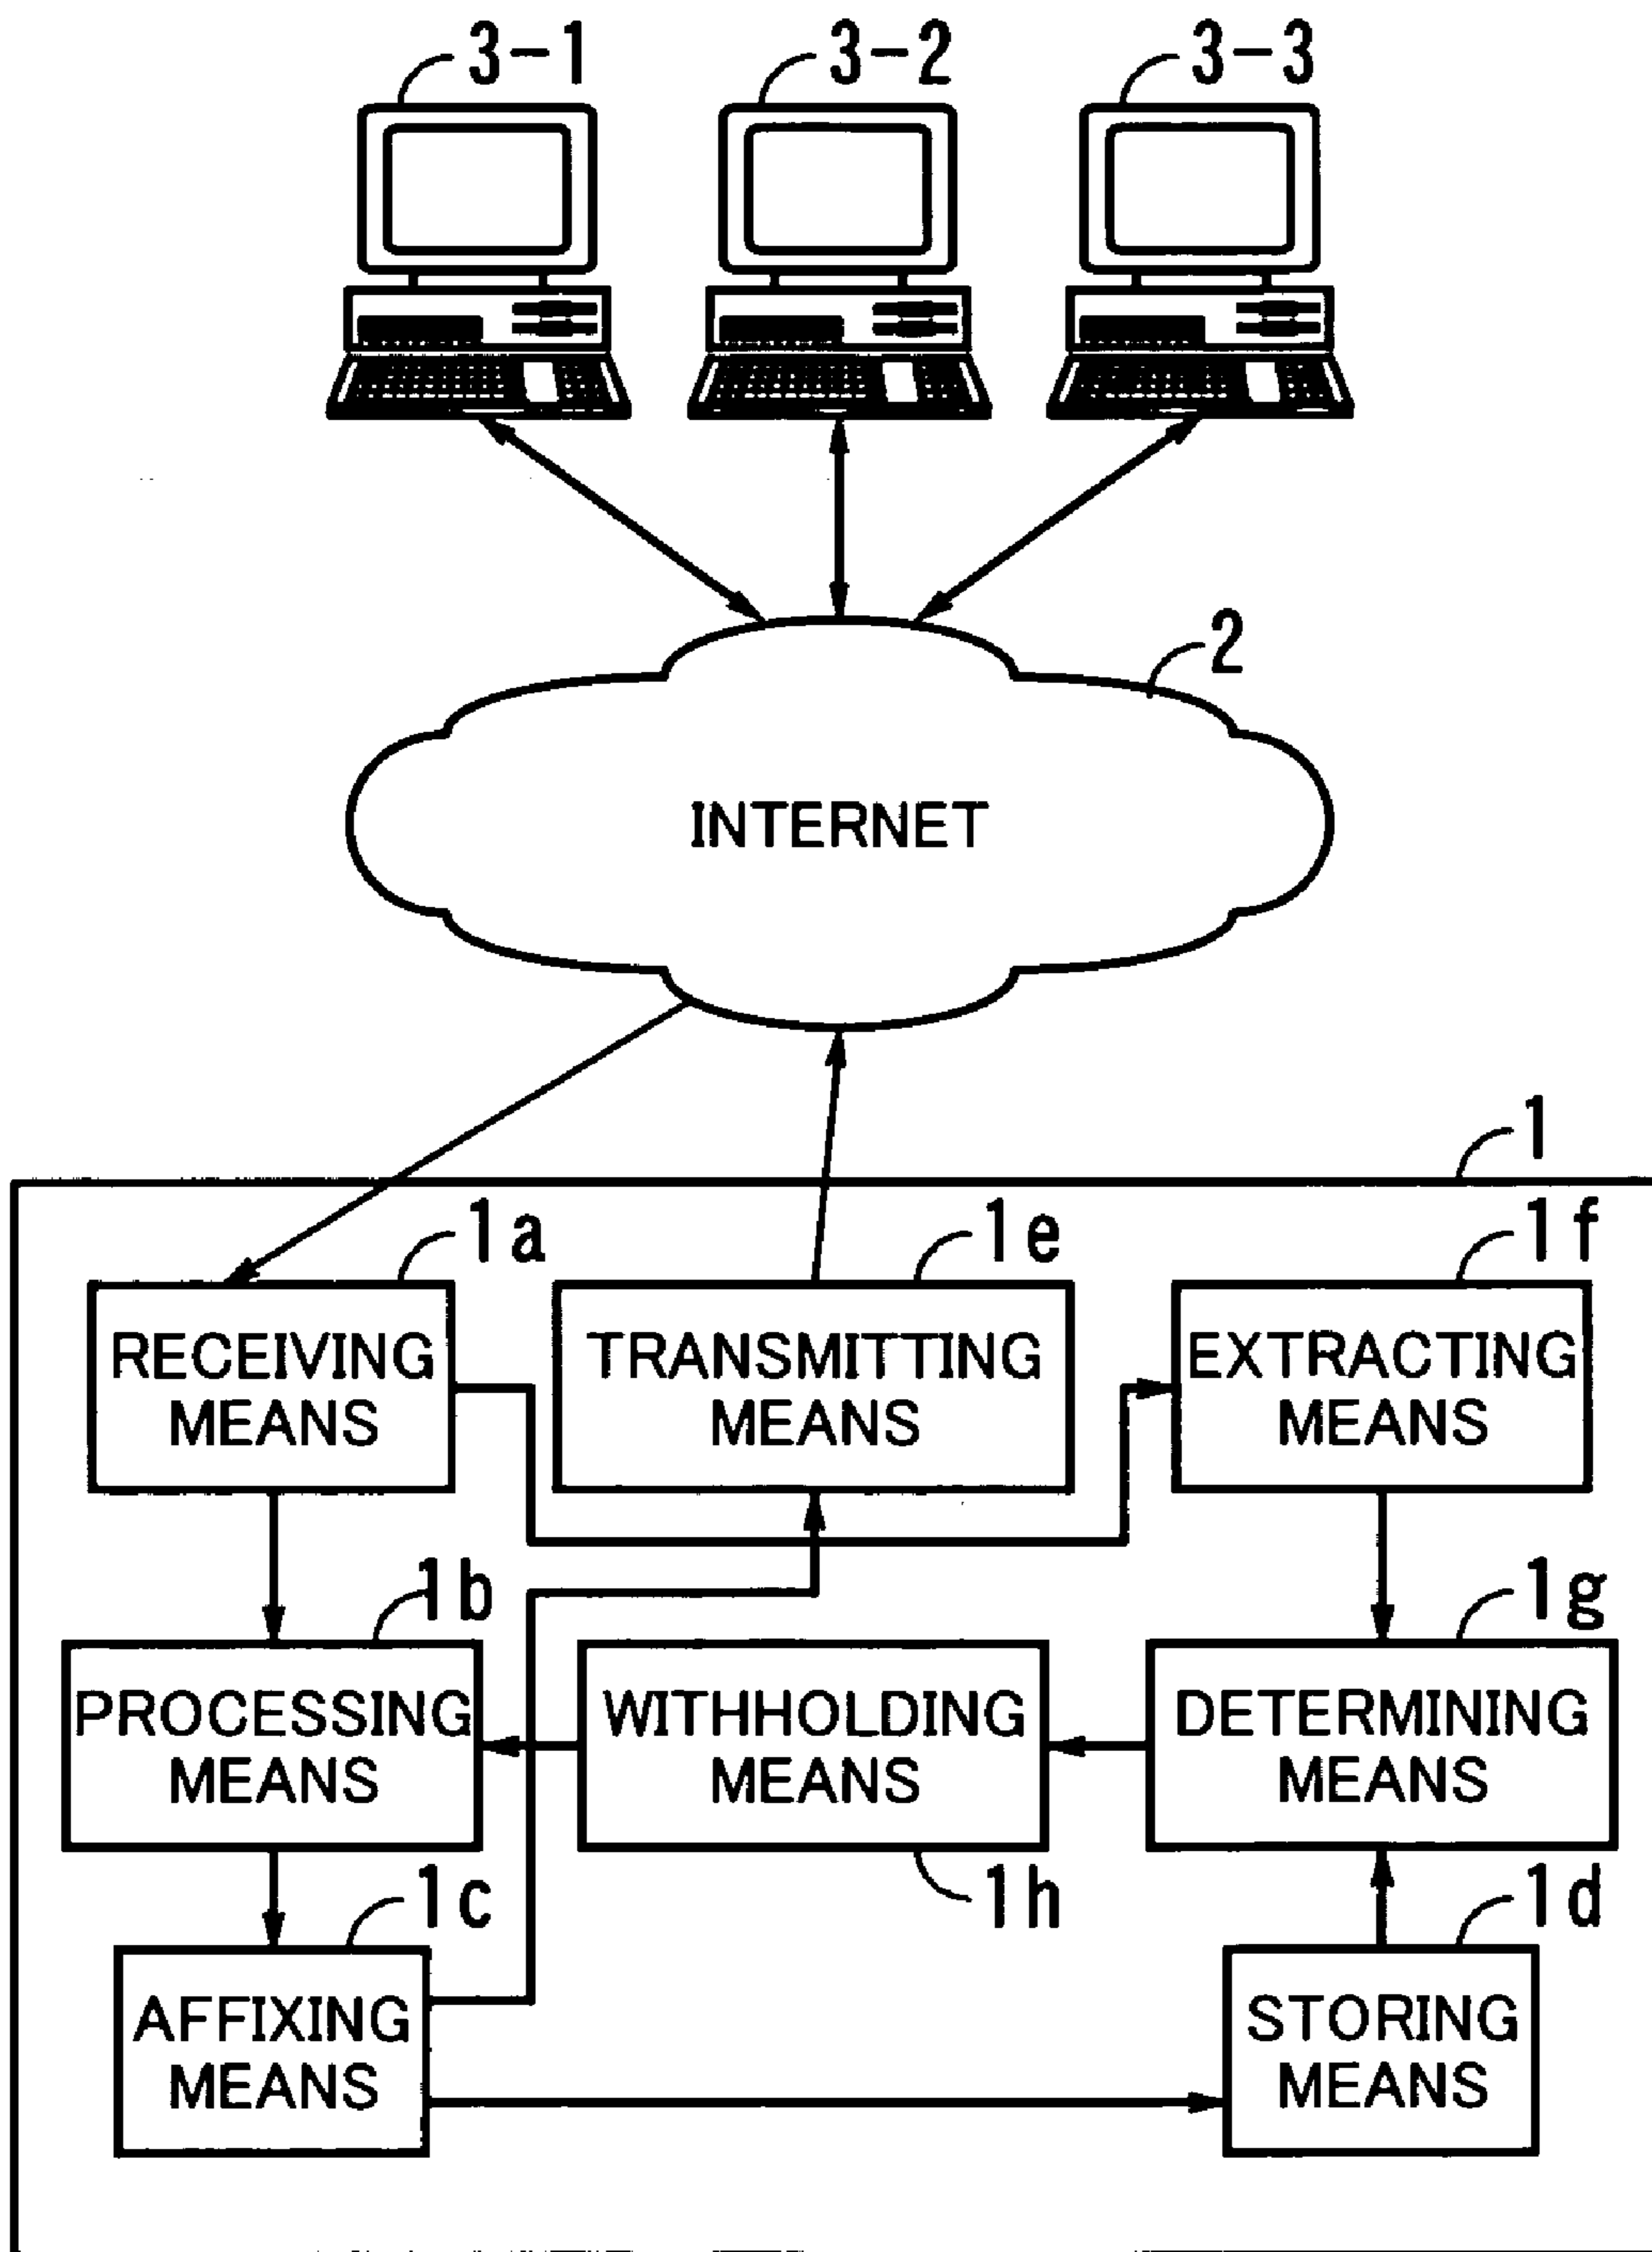 3-1
3-2
3-3
2
INTERNET
1
1a
1e
1f
RECEIVING
MEANS
TRANSMITTING
MEANS
EXTRACTING
MEANS
1b
1g
PROCESSING
MEANS
WITHHOLDING
MEANS
DETERMINING
MEANS
1c
1h
1d
AFFIXING
MEANS
STORING
MEANS